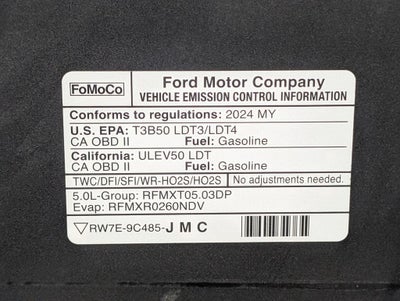 FoMoCo
Ford Motor Company
VEHICLE EMISSION CONTROL INFORMATION
Conforms to regulations: 2024 MY
U.S. EPA: T3B50 LDT3/LDT4
CA OBD II Fuel: Gasoline
California: ULEV50 LDT
CA OBD II Fuel: Gasoline
TWC/DFI/SFI/WR-HO2S/HO2S No adjustments needed.
5.0L-Group: RFMXT05.03DP
Evap: RFMXR0260NDV
RW7E-9C485-J M C